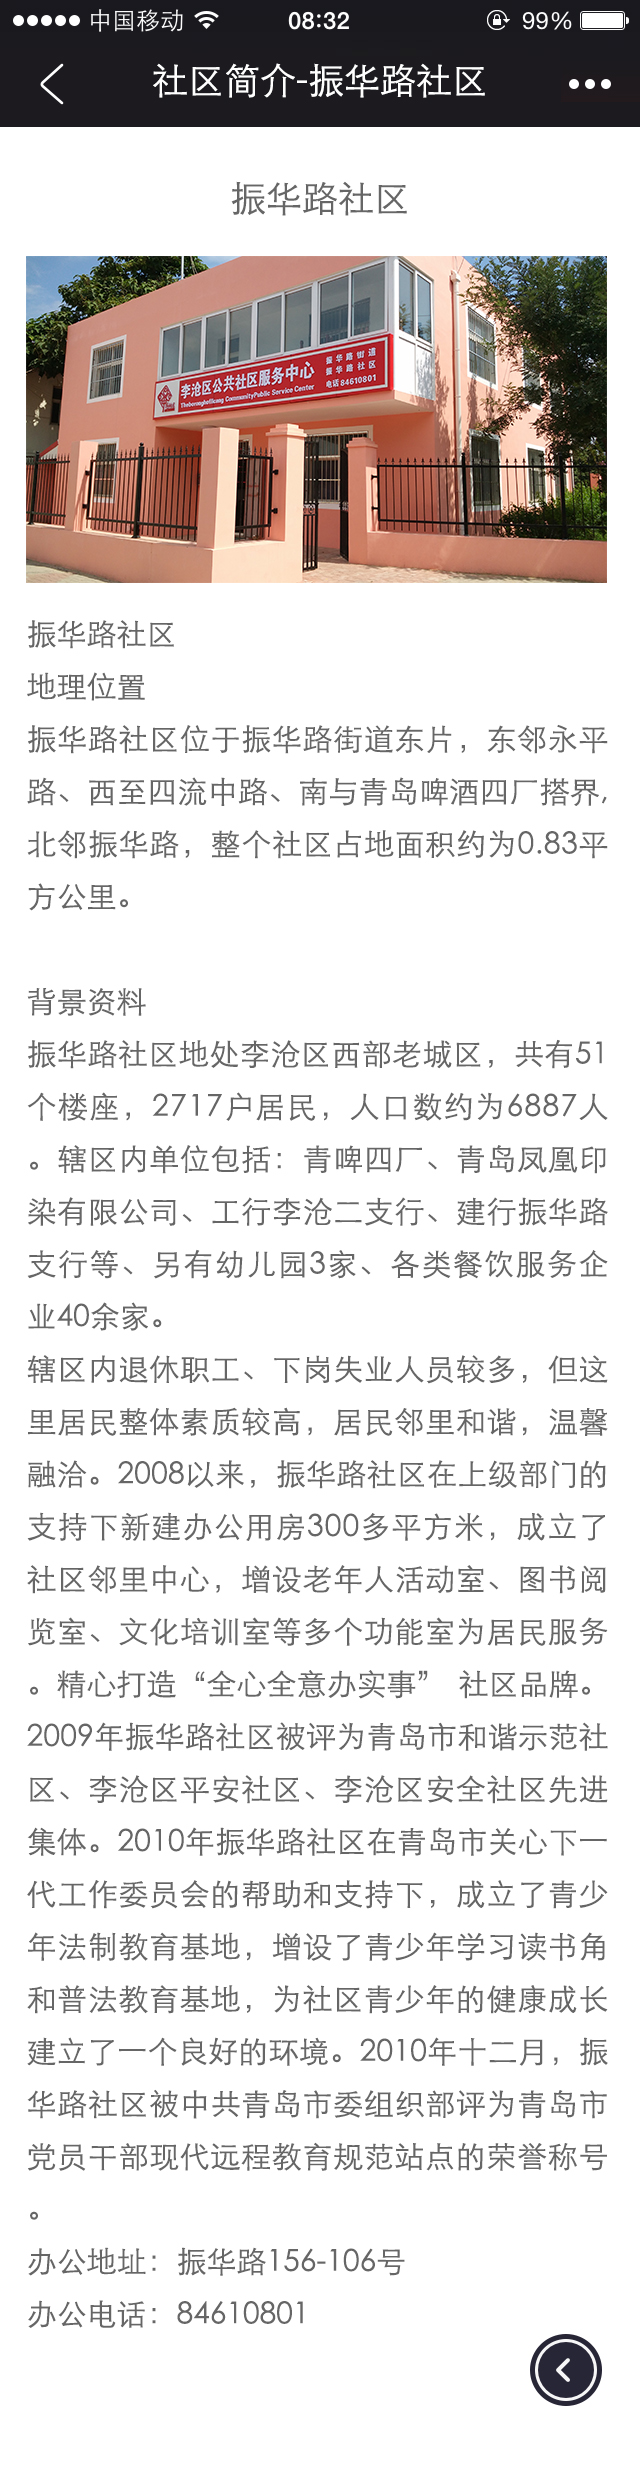 中国移动 08:32 99%
社区简介-振华路社区
振华路社区
李沧区公共社区服务中心
振华路街道
振华路社区
电话84610801
振华路社区
地理位置
振华路社区位于振华路街道东片，东邻永平
路、西至四流中路、南与青岛啤酒四厂搭界,
北邻振华路，整个社区占地面积约为0.83平
方公里。
背景资料
振华路社区地处李沧区西部老城区，共有51
个楼座，2717户居民，人口数约为6887人
。辖区内单位包括：青啤四厂、青岛凤凰印
染有限公司、工行李沧二支行、建行振华路
支行等、另有幼儿园3家、各类餐饮服务企
业40余家。
辖区内退休职工、下岗失业人员较多，但这
里居民整体素质较高，居民邻里和谐，温馨
融洽。2008以来，振华路社区在上级部门的
支持下新建办公用房300多平方米，成立了
社区邻里中心，增设老年人活动室、图书阅
览室、文化培训室等多个功能室为居民服务
。精心打造“全心全意办实事” 社区品牌。
2009年振华路社区被评为青岛市和谐示范社
区、李沧区平安社区、李沧区安全社区先进
集体。2010年振华路社区在青岛市关心下一
代工作委员会的帮助和支持下，成立了青少
年法制教育基地，增设了青少年学习读书角
和普法教育基地，为社区青少年的健康成长
建立了一个良好的环境。2010年十二月，振
华路社区被中共青岛市委组织部评为青岛市
党员干部现代远程教育规范站点的荣誉称号
。
办公地址：振华路156-106号
办公电话：84610801